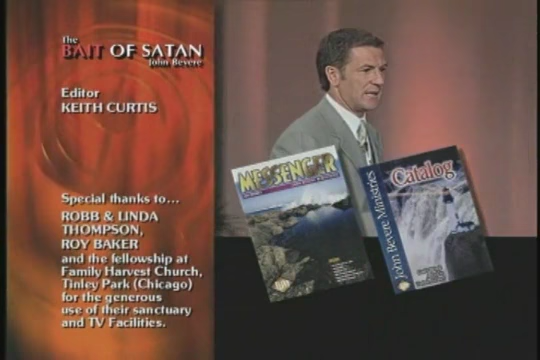 The
BAIT OF SATAN
John Bevere
Editor
KEITH CURTIS
Special thanks to...
ROBB & LINDA
THOMPSON,
ROY BAKER
and the fellowship at
Family Harvest Church,
Tinley Park (Chicago)
for the generous
use of their sanctuary
and TV Facilities.
MESSENGER
Catalog
John Bevere Ministries